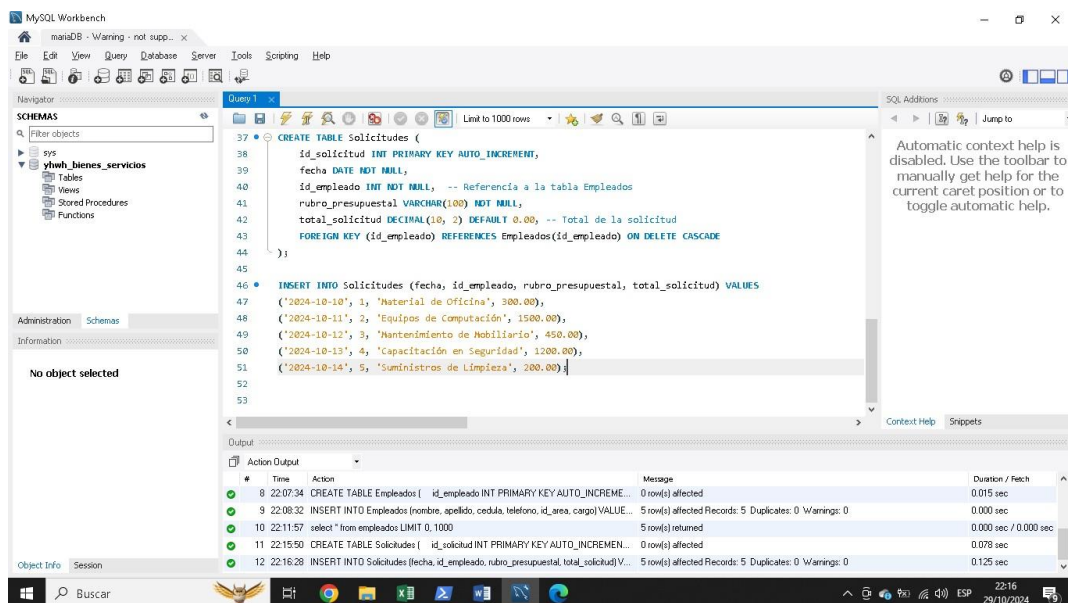 MySQL Workbench
mariaDB - Warning - not supp... ×
File Edit View Query Database Server Tools Scripting Help
Navigator
SCHEMAS
Filter objects
sys
yhwh_bienes_servicios
Tables
Views
Stored Procedures
Functions
Administration Schemas
Information
No object selected
Object Info Session
Query 1 ×
Limit to 1000 rows
37 CREATE TABLE Solicitudes (
38 id_solicitud INT PRIMARY KEY AUTO_INCREMENT,
39 fecha DATE NOT NULL,
40 id_empleado INT NOT NULL, -- Referencia a la tabla Empleados
41 rubro_presupuestal VARCHAR(100) NOT NULL,
42 total_solicitud DECIMAL(10, 2) DEFAULT 0.00, -- Total de la solicitud
43 FOREIGN KEY (id_empleado) REFERENCES Empleados(id_empleado) ON DELETE CASCADE
44 );
45
46 INSERT INTO Solicitudes (fecha, id_empleado, rubro_presupuestal, total_solicitud) VALUES
47 ('2024-10-10', 1, 'Material de Oficina', 300.00),
48 ('2024-10-11', 2, 'Equipos de Computación', 1500.00),
49 ('2024-10-12', 3, 'Mantenimiento de Mobiliario', 450.00),
50 ('2024-10-13', 4, 'Capacitación en Seguridad', 1200.00),
51 ('2024-10-14', 5, 'Suministros de Limpieza', 200.00);
52
53
SQL Additions
Jump to
Automatic context help is
disabled. Use the toolbar to
manually get help for the
current caret position or to
toggle automatic help.
Context Help Snippets
Output
Action Output
# Time Action Message Duration / Fetch
8 22:07:34 CREATE TABLE Empleados ( id_empleado INT PRIMARY KEY AUTO_INCREME... 0 row(s) affected 0.015 sec
9 22:08:32 INSERT INTO Empleados (nombre, apellido, cedula, telefono, id_area, cargo) VALUE... 5 row(s) affected Records: 5 Duplicates: 0 Warnings: 0 0.000 sec
10 22:11:57 select * from empleados LIMIT 0, 1000 5 row(s) returned 0.000 sec / 0.000 sec
11 22:15:50 CREATE TABLE Solicitudes ( id_solicitud INT PRIMARY KEY AUTO_INCREMEN... 0 row(s) affected 0.078 sec
12 22:16:28 INSERT INTO Solicitudes (fecha, id_empleado, rubro_presupuestal, total_solicitud) V... 5 row(s) affected Records: 5 Duplicates: 0 Warnings: 0 0.125 sec
Buscar
ESP
22:16
29/10/2024